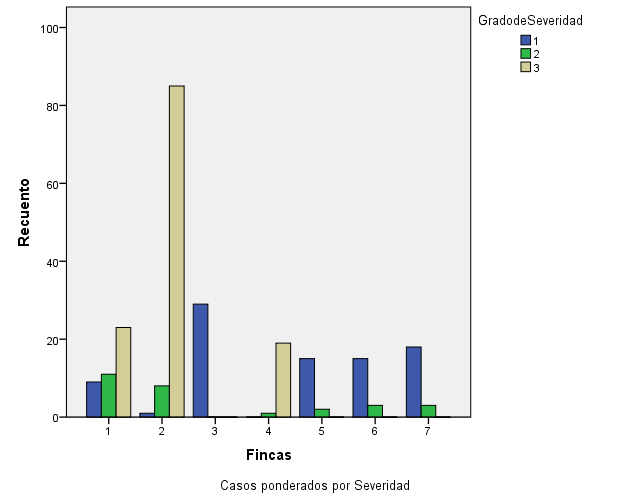 GradodeSeveridad
1
2
3
100
80
60
40
20
0
Recuento
1 2 3 4 5 6 7
Fincas
Casos ponderados por Severidad